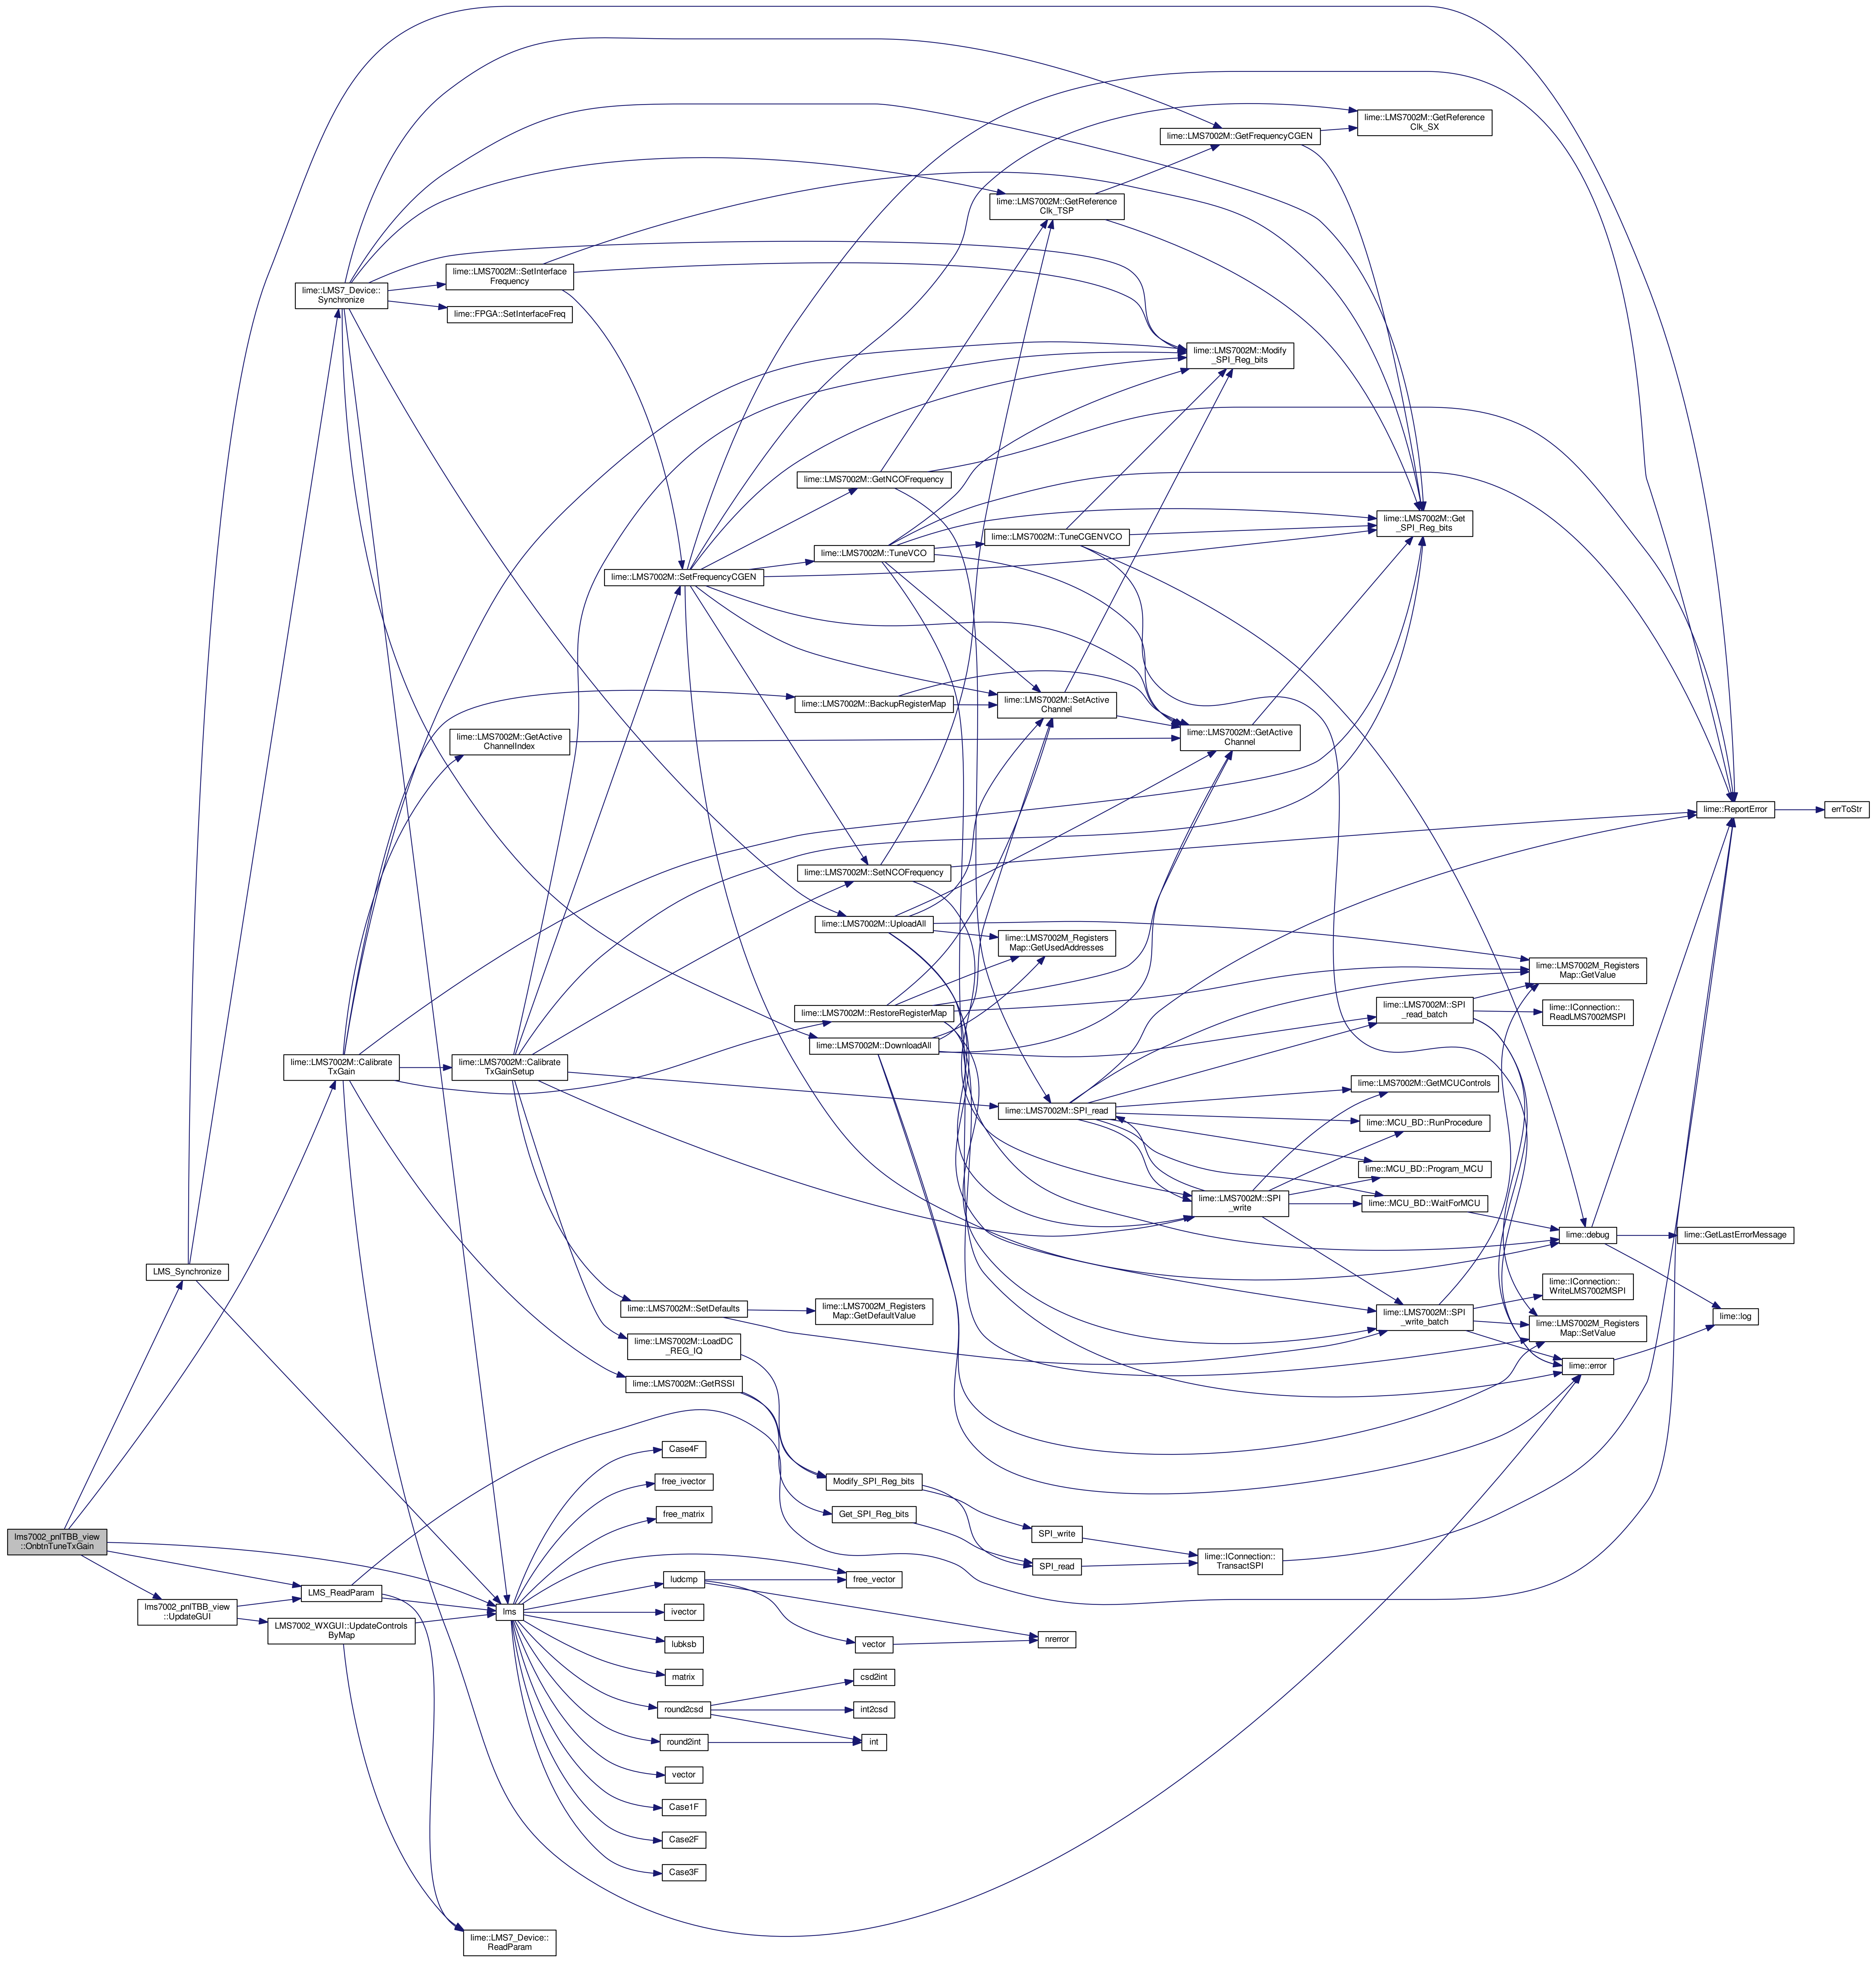 lms7002_pnlTBB_view
::OnbtnTuneTxGain
LMS_Synchronize
lms7002_pnlTBB_view
::UpdateGUI
lime::LMS7_Device::
Synchronize
lime::LMS7002M::Calibrate
TxGain
LMS_ReadParam
LMS7002_WXGUI::UpdateControls
ByMap
lime::LMS7002M::SetInterface
Frequency
lime::FPGA::SetInterfaceFreq
lime::LMS7002M::GetActive
ChannelIndex
lime::LMS7002M::Calibrate
TxGainSetup
lms
lime::LMS7_Device::
ReadParam
lime::LMS7002M::SetFrequencyCGEN
lime::LMS7002M::SetDefaults
lime::LMS7002M::LoadDC
_REG_IQ
lime::LMS7002M::GetRSSI
Case4F
free_ivector
free_matrix
ludcmp
ivector
lubksb
matrix
round2csd
round2int
vector
Case1F
Case2F
Case3F
lime::LMS7002M::GetNCOFrequency
lime::LMS7002M::TuneVCO
lime::LMS7002M::BackupRegisterMap
lime::LMS7002M::SetNCOFrequency
lime::LMS7002M::UploadAll
lime::LMS7002M::RestoreRegisterMap
lime::LMS7002M::DownloadAll
lime::LMS7002M_Registers
Map::GetDefaultValue
Modify_SPI_Reg_bits
Get_SPI_Reg_bits
free_vector
vector
csd2int
int2csd
int
lime::LMS7002M::GetReference
Clk_TSP
lime::LMS7002M::TuneCGENVCO
lime::LMS7002M::SetActive
Channel
lime::LMS7002M_Registers
Map::GetUsedAddresses
lime::LMS7002M::SPI_read
SPI_write
SPI_read
nrerror
lime::LMS7002M::GetFrequencyCGEN
lime::LMS7002M::Modify
_SPI_Reg_bits
lime::LMS7002M::GetActive
Channel
lime::LMS7002M::SPI
_write
lime::IConnection::
TransactSPI
lime::LMS7002M::GetReference
Clk_SX
lime::LMS7002M::Get
_SPI_Reg_bits
lime::LMS7002M::SPI
_read_batch
lime::LMS7002M::GetMCUControls
lime::MCU_BD::RunProcedure
lime::MCU_BD::Program_MCU
lime::MCU_BD::WaitForMCU
lime::LMS7002M::SPI
_write_batch
lime::LMS7002M_Registers
Map::GetValue
lime::IConnection::
ReadLMS7002MSPI
lime::debug
lime::IConnection::
WriteLMS7002MSPI
lime::LMS7002M_Registers
Map::SetValue
lime::error
lime::ReportError
lime::GetLastErrorMessage
lime::log
errToStr